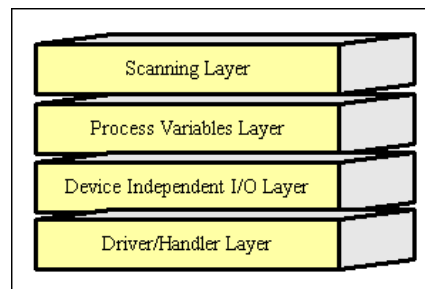 Scanning Layer
Process Variables Layer
Device Independent I/O Layer
Driver/Handler Layer